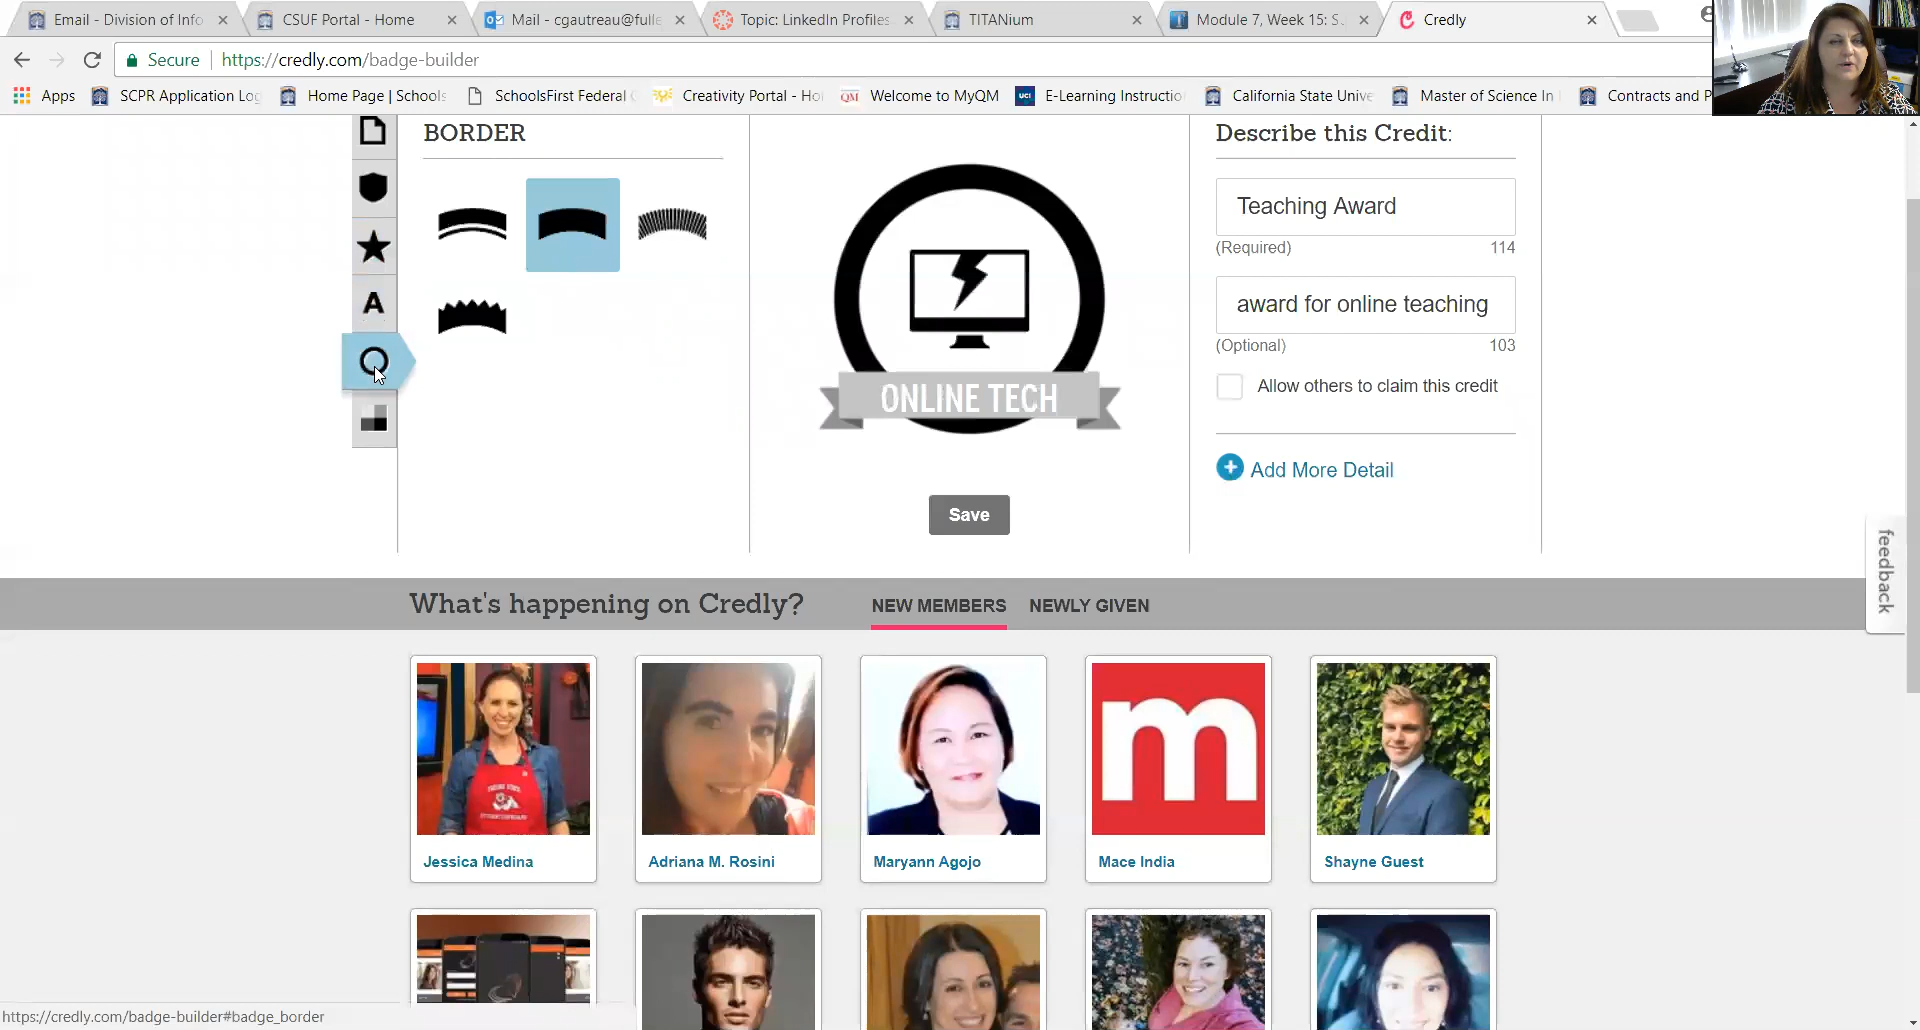 Email - Division of Info
CSUF Portal - Home
Mail - cgautreau@fulle
Topic: LinkedIn Profiles
TITANium
Module 7, Week 15: S
Credly
Secure
https://credly.com/badge-builder
Apps
SCPR Application Log
Home Page | Schools
SchoolsFirst Federal
Creativity Portal - Ho
QM
Welcome to MyQM
UCI
E-Learning Instructio
California State Unive
Master of Science In
Contracts and P
BORDER
A
ONLINE TECH
Save
Describe this Credit:
Teaching Award
(Required) 114
award for online teaching
(Optional) 103
Allow others to claim this credit
Add More Detail
feedback
What's happening on Credly?
NEW MEMBERS
NEWLY GIVEN
m
Jessica Medina
Adriana M. Rosini
Maryann Agojo
Mace India
Shayne Guest
https://credly.com/badge-builder#badge_border